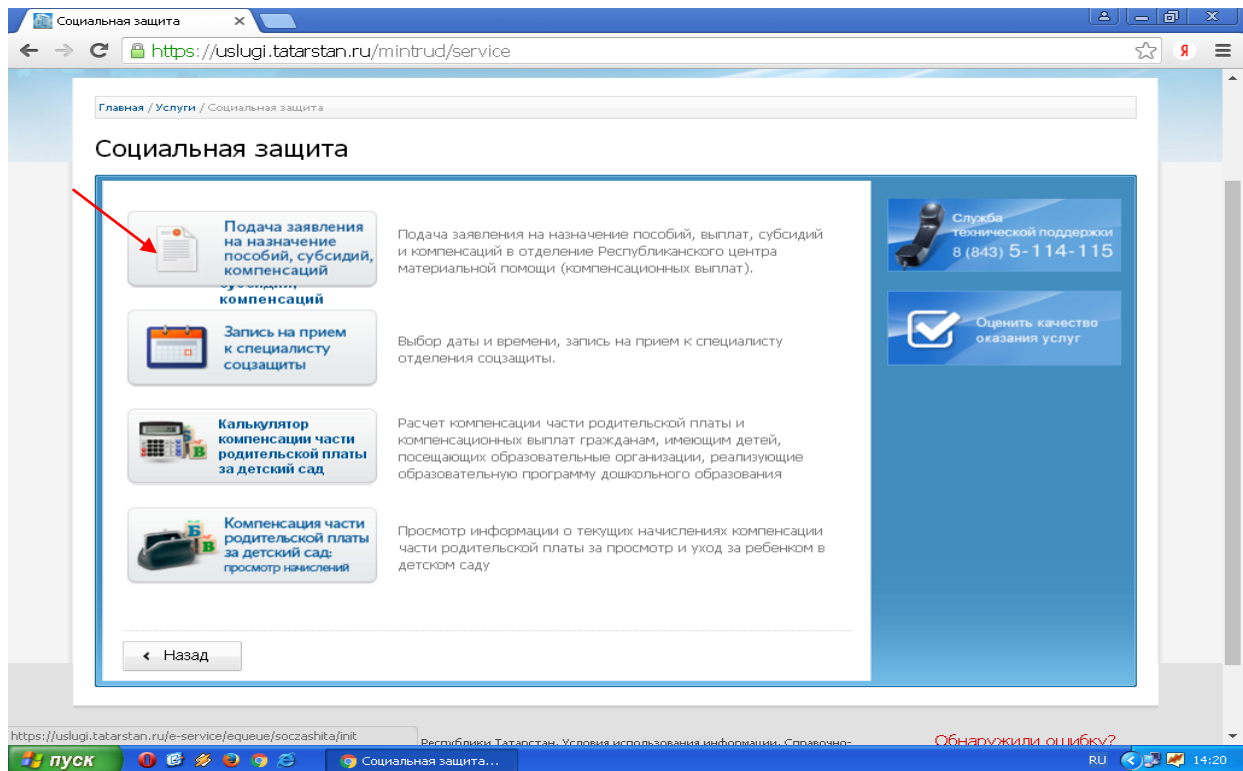 Социальная защита
https://uslugi.tatarstan.ru/mintrud/service
Я
Главная / Услуги / Социальная защита
Социальная защита
Подача заявления
на назначение
пособий, субсидий,
компенсаций
компенсаций
Подача заявления на назначение пособий, выплат, субсидий
и компенсаций в отделение Республиканского центра
материальной помощи (компенсационных выплат).
Запись на прием
к специалисту
соцзащиты
Выбор даты и времени, запись на прием к специалисту
отделения соцзащиты.
Калькулятор
компенсации части
родительской платы
за детский сад
Расчет компенсации части родительской платы и
компенсационных выплат гражданам, имеющим детей,
посещающих образовательные организации, реализующие
образовательную программу дошкольного образования
Компенсация части
родительской платы
за детский сад:
просмотр начислений
Просмотр информации о текущих начислениях компенсации
части родительской платы за просмотр и уход за ребенком в
детском саду
Назад
Служба
технической поддержки
8 (843) 5-114-115
Оценить качество
оказания услуг
https://uslugi.tatarstan.ru/e-service/equeue/soczashita/init
Республики Татарстан. Условия использования информации. Справочно-
Обнаружили ошибку?
пуск
Социальная защита...
RU
14:20